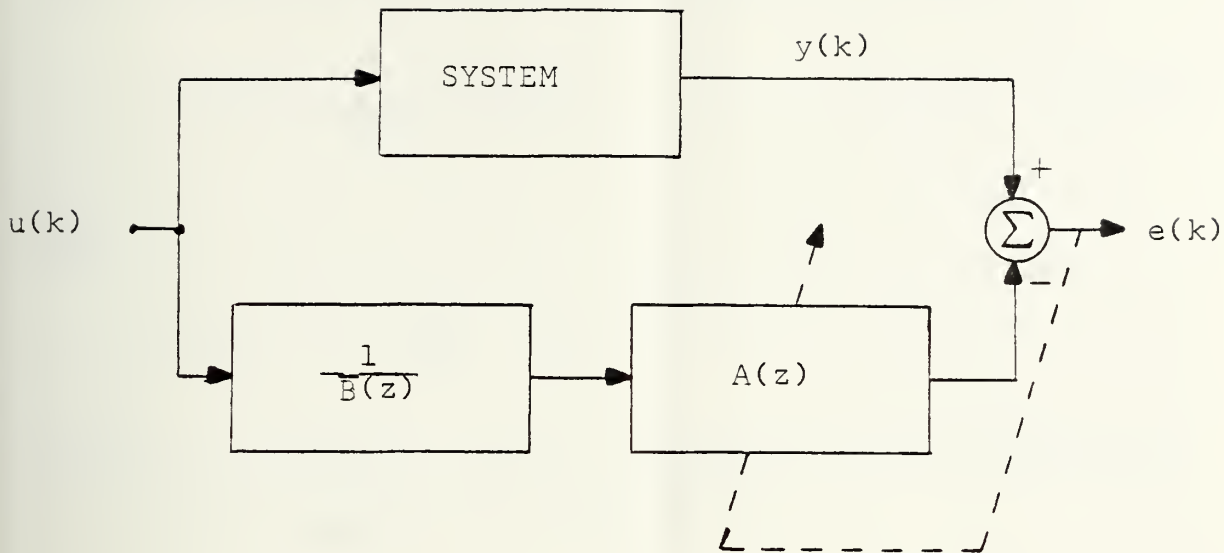 y(k)
SYSTEM
+
u(k)
Σ
e(k)
−
1
B(z)
A(z)